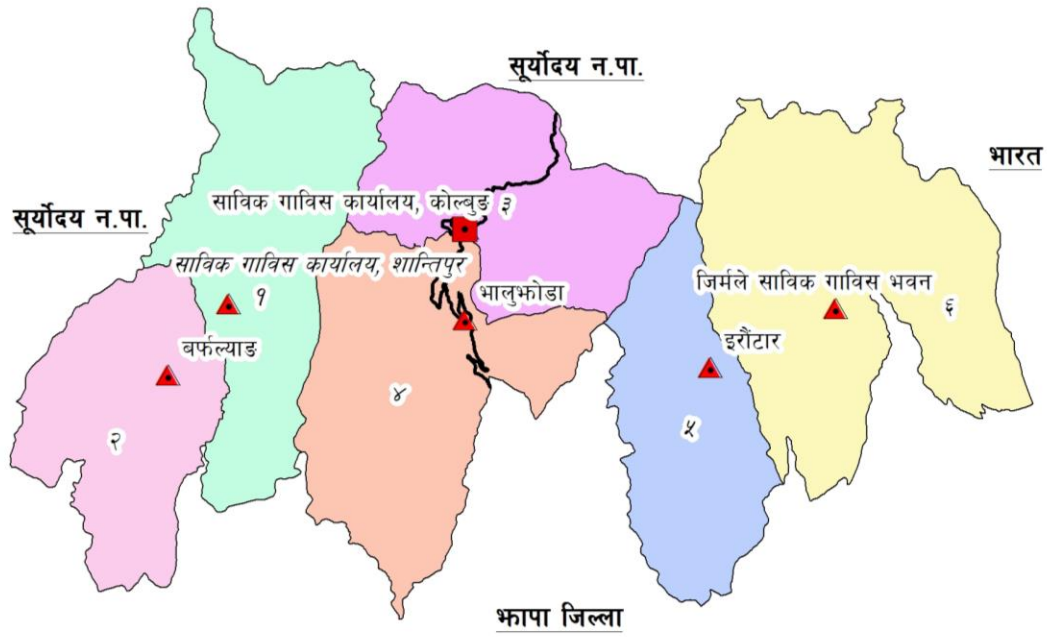 सूर्योदय न.पा.
भारत
साविक गाविस कार्यालय, कोल्बुङ ३
सूर्योदय न.पा.
साविक गाविस कार्यालय, शान्तिपुर
१
भालुझोडा
जिर्मले साविक गाविस भवन
६
बर्फल्याङ
इरौंटार
४
५
२
झापा जिल्ला